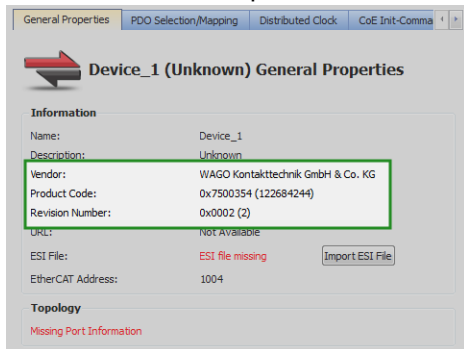 General Properties PDO Selection/Mapping Distributed Clock CoE Init-Comma
Device_1 (Unknown) General Properties
Information
Name: Device_1
Description: Unknown
Vendor: WAGO Kontakttechnik GmbH & Co. KG
Product Code: 0x7500354 (122684244)
Revision Number: 0x0002 (2)
URL: Not Available
ESI File: ESI file missing Import ESI File
EtherCAT Address: 1004
Topology
Missing Port Information